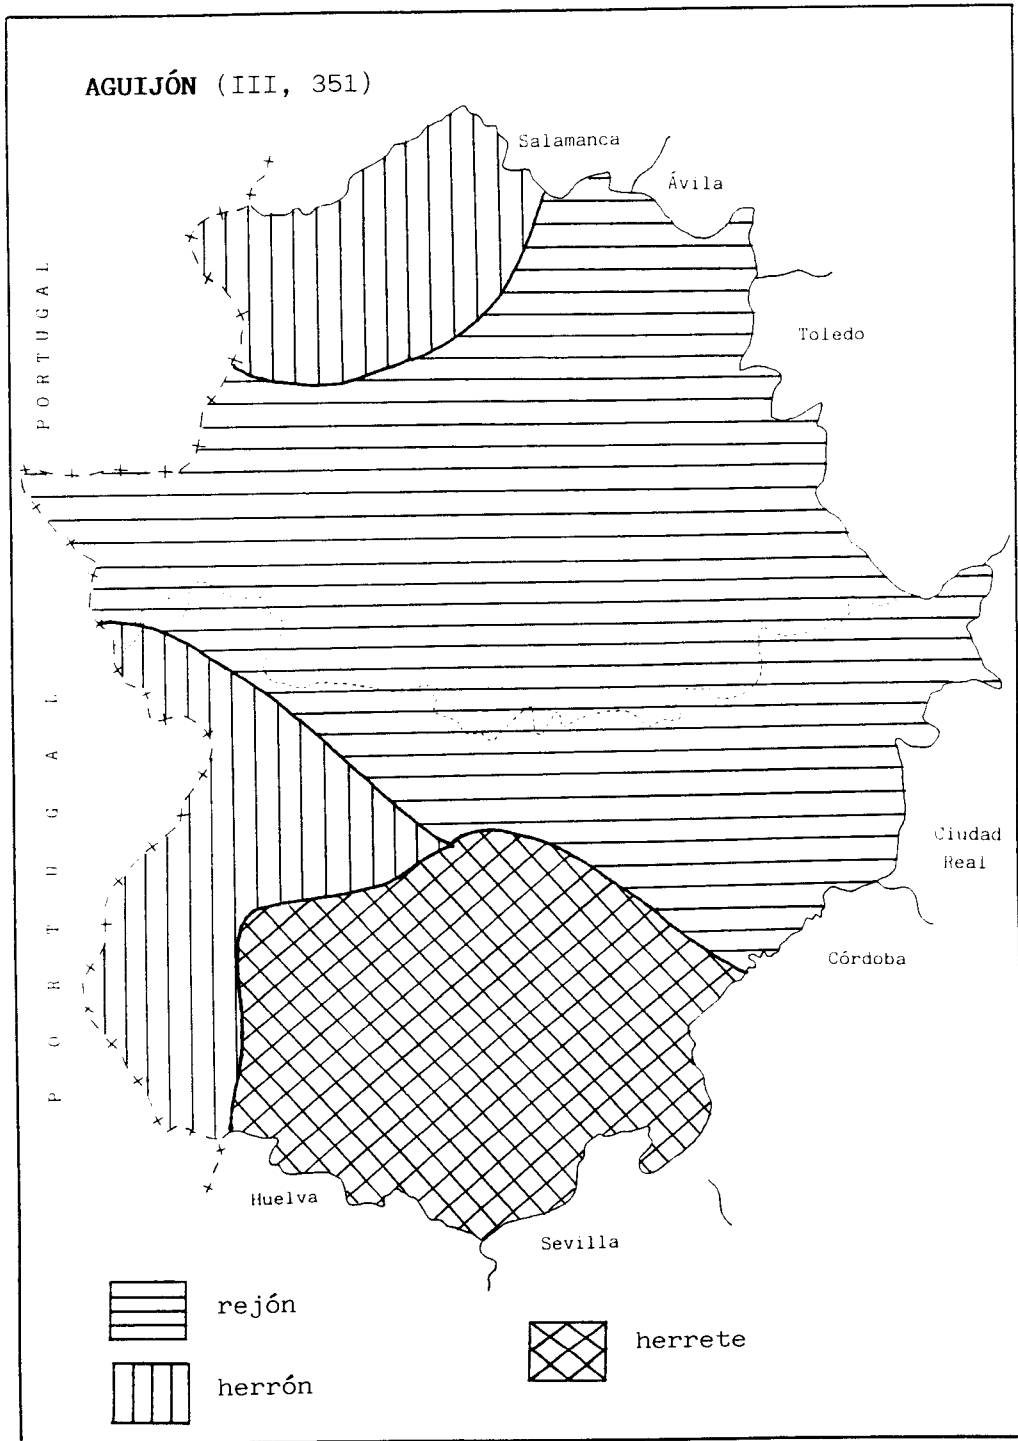 AGUIJÓN (III, 351)
Salamanca
Ávila
PORTUGAL
Toledo
PORTUGAL
Ciudad
Real
Córdoba
Huelva
Sevilla
rejón
herrete
herrón